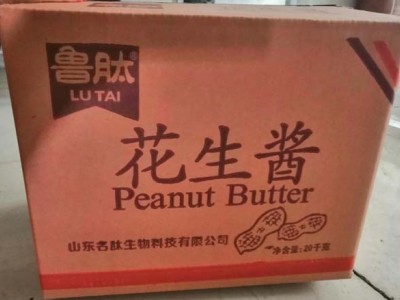 鲁肽
LU TAI
花生酱
Peanut Butter
山东名肽生物科技有限公司
净含量:20千克